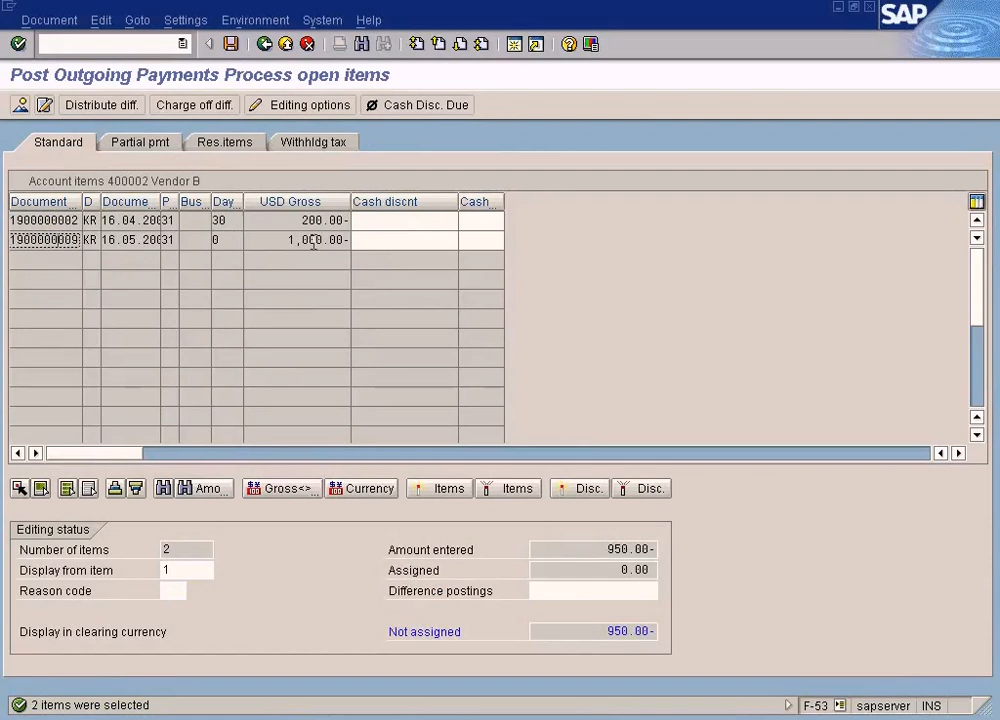 Document Edit Goto Settings Environment System Help
SAP
Post Outgoing Payments Process open items
Distribute diff. Charge off diff. Editing options Cash Disc. Due
Standard Partial pmt Res.items Withhldg tax
Account items 400002 Vendor B
Document D Docume... P Bus Day USD Gross Cash discnt Cash
1900000002 KR 16.04.200 31 30 200.00-
1900000009 KR 16.05.200 31 0 1,000.00-
Amo... Gross<>... Currency Items Items Disc. Disc.
Editing status
Number of items 2 Amount entered 950.00-
Display from item 1 Assigned 0.00
Reason code Difference postings
Display in clearing currency Not assigned 950.00-
2 items were selected F-53 sapserver INS